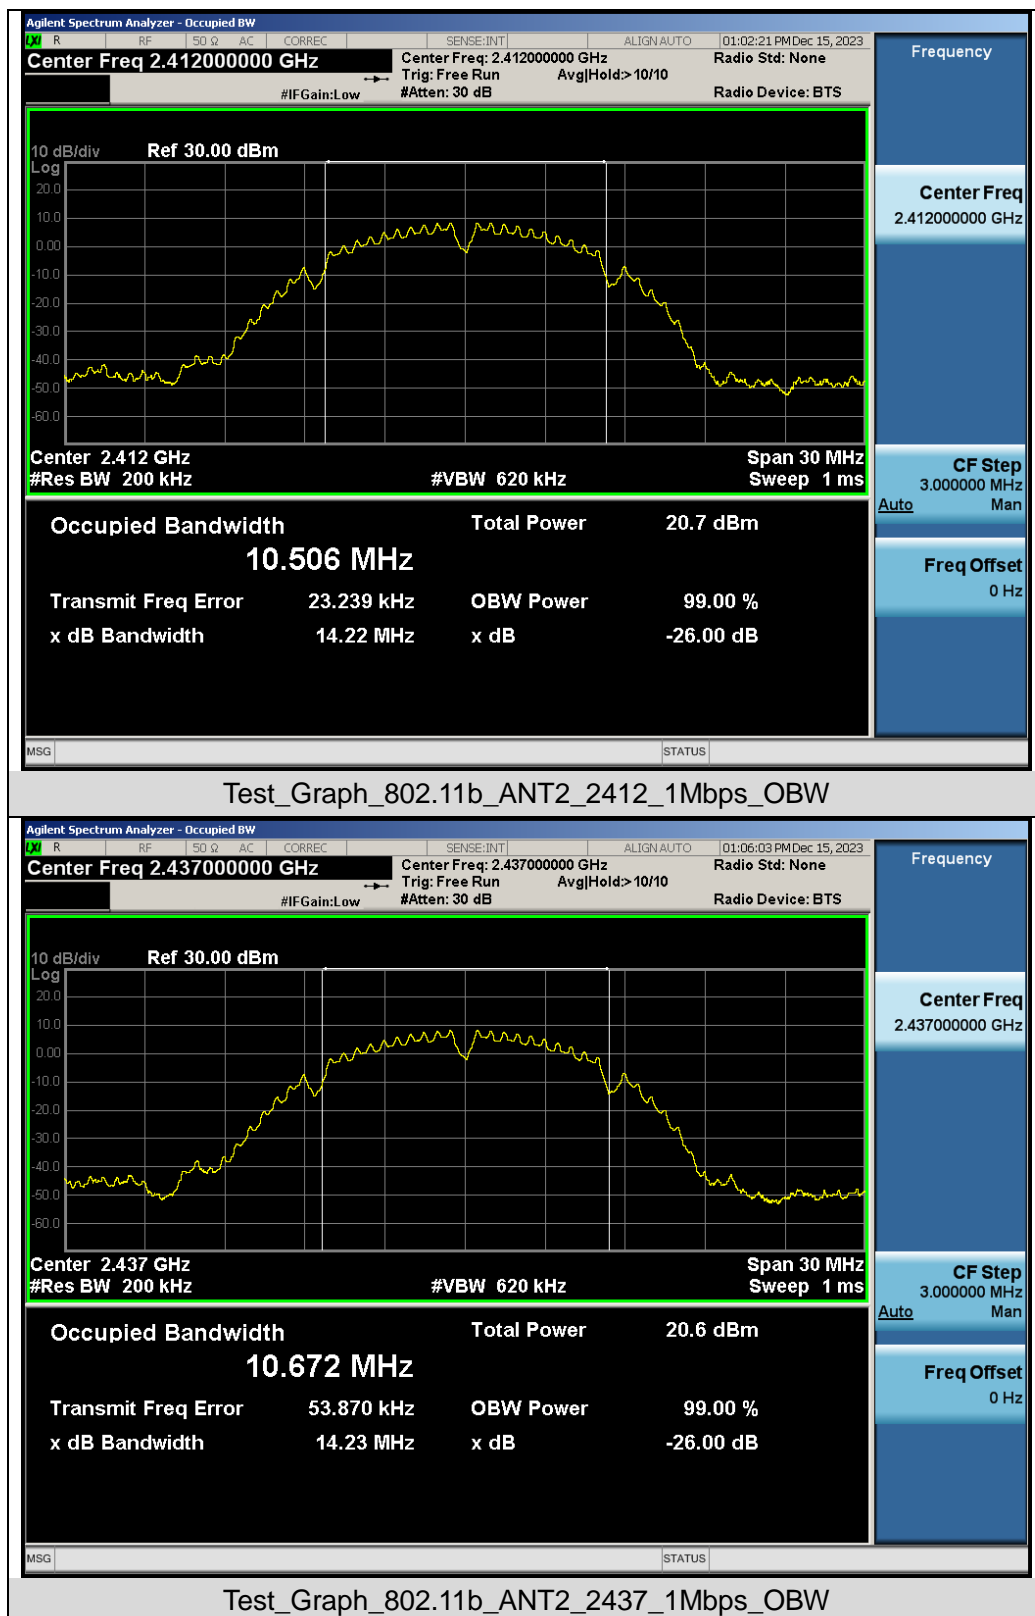 Agilent Spectrum Analyzer - Occupied BW
LXI R RF 50 Ω AC CORREC SENSE:INT ALIGN AUTO 01:02:21 PM Dec 15, 2023
Center Freq 2.412000000 GHz Center Freq: 2.412000000 GHz Radio Std: None
Trig: Free Run Avg|Hold:>10/10
#IFGain:Low #Atten: 30 dB Radio Device: BTS
Frequency
10 dB/div Ref 30.00 dBm
Log
20.0
10.0
0.00
-10.0
-20.0
-30.0
-40.0
-50.0
-60.0
Center 2.412 GHz Span 30 MHz
#Res BW 200 kHz #VBW 620 kHz Sweep 1 ms
Center Freq
2.412000000 GHz
CF Step
3.000000 MHz
Auto Man
Freq Offset
0 Hz
Occupied Bandwidth Total Power 20.7 dBm
10.506 MHz
Transmit Freq Error 23.239 kHz OBW Power 99.00 %
x dB Bandwidth 14.22 MHz x dB -26.00 dB
MSG STATUS
Test_Graph_802.11b_ANT2_2412_1Mbps_OBW
Agilent Spectrum Analyzer - Occupied BW
LXI R RF 50 Ω AC CORREC SENSE:INT ALIGN AUTO 01:06:03 PM Dec 15, 2023
Center Freq 2.437000000 GHz Center Freq: 2.437000000 GHz Radio Std: None
Trig: Free Run Avg|Hold:>10/10
#IFGain:Low #Atten: 30 dB Radio Device: BTS
Frequency
10 dB/div Ref 30.00 dBm
Log
20.0
10.0
0.00
-10.0
-20.0
-30.0
-40.0
-50.0
-60.0
Center 2.437 GHz Span 30 MHz
#Res BW 200 kHz #VBW 620 kHz Sweep 1 ms
Center Freq
2.437000000 GHz
CF Step
3.000000 MHz
Auto Man
Freq Offset
0 Hz
Occupied Bandwidth Total Power 20.6 dBm
10.672 MHz
Transmit Freq Error 53.870 kHz OBW Power 99.00 %
x dB Bandwidth 14.23 MHz x dB -26.00 dB
MSG STATUS
Test_Graph_802.11b_ANT2_2437_1Mbps_OBW